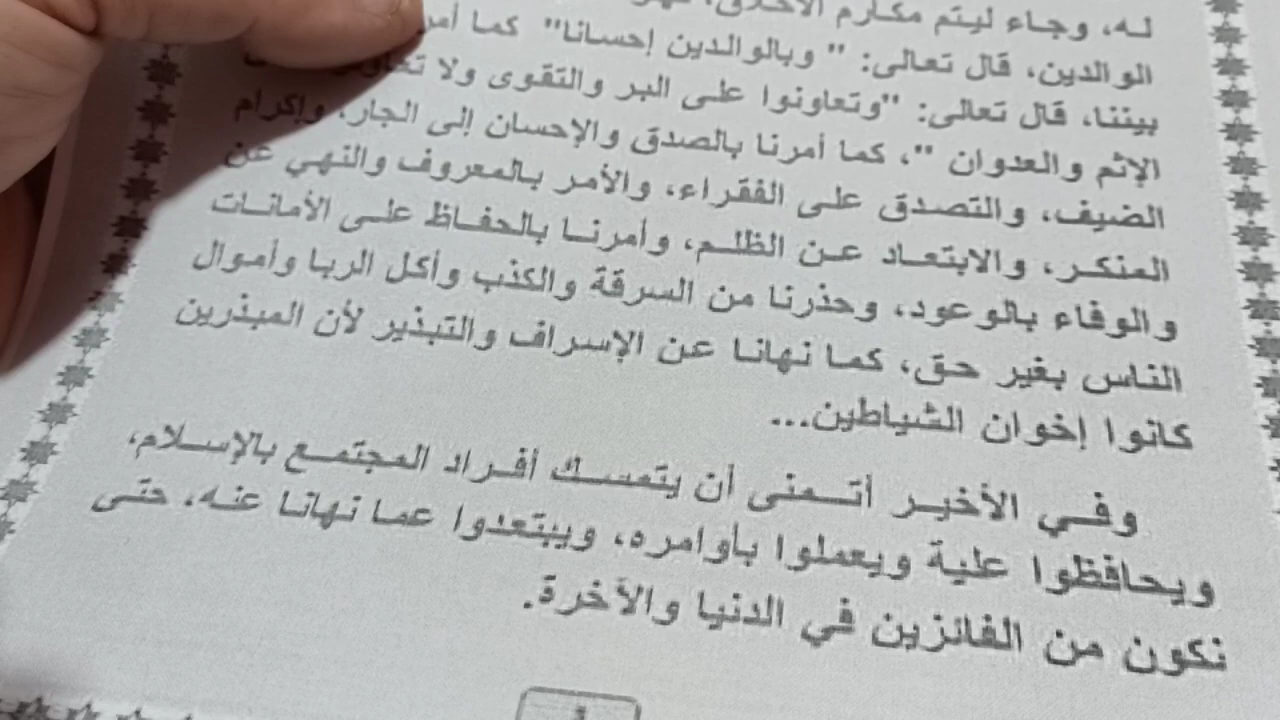 له، وجاء ليتم مكارم الأخلاق،
الوالدين، قال تعالى: " وبالوالدين إحسانا" كما
بيننا، قال تعالى: "وتعاونوا على البر والتقوى ولا
الإثم والعدوان "، كما أمرنا بالصدق والإحسان إلى الجار، وإكرام
الضيف، والتصدق على الفقراء، والأمر بالمعروف والنهي عن
المنكر، والابتعاد عن الظلم، وأمرنا بالحفاظ على الأمانات
والوفاء بالوعود، وحذرنا من السرقة والكذب وأكل الربا وأموال
الناس بغير حق، كما نهانا عن الإسراف والتبذير لأن المبذرين
كانوا إخوان الشياطين...
وفي الأخير أتمنى أن يتمسك أفراد المجتمع بالإسلام،
ويحافظوا علية ويعملوا بأوامره، ويبتعدوا عما نهانا عنه، حتى
نكون من الفائزين في الدنيا والآخرة.